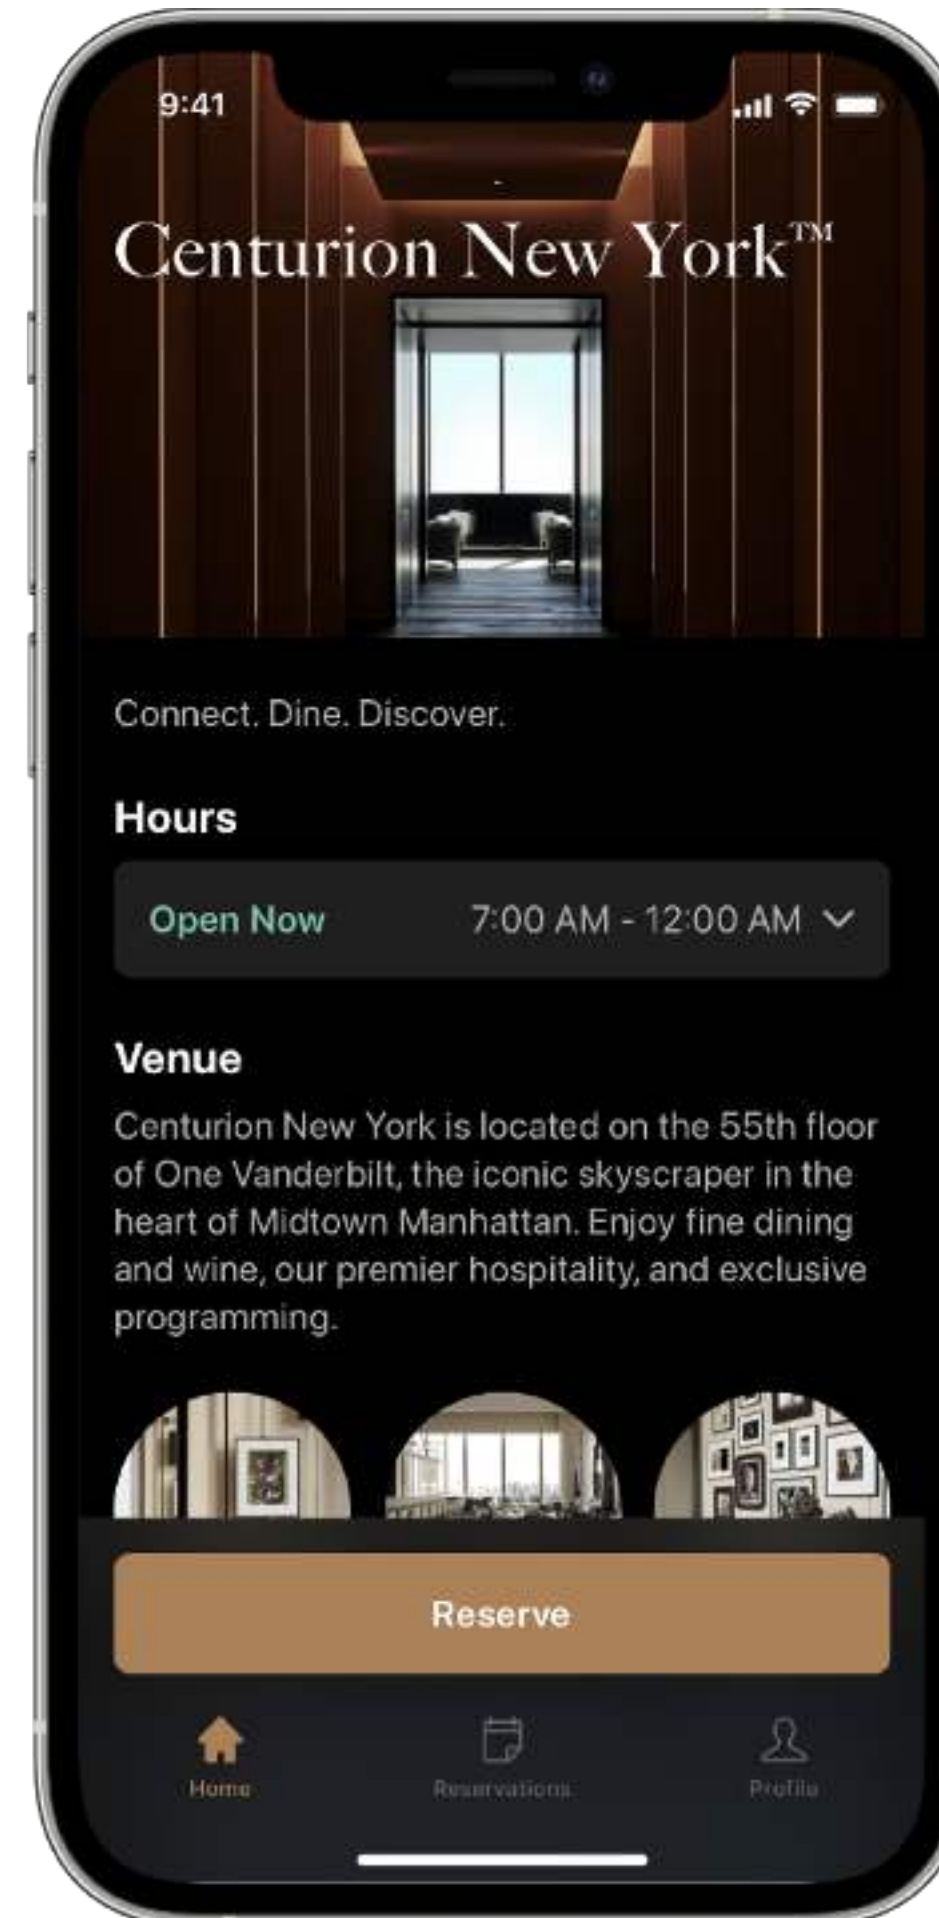 9:41
Centurion New York™
Connect. Dine. Discover.
Hours
Open Now 7:00 AM - 12:00 AM
Venue
Centurion New York is located on the 55th floor
of One Vanderbilt, the iconic skyscraper in the
heart of Midtown Manhattan. Enjoy fine dining
and wine, our premier hospitality, and exclusive
programming.
Reserve
Home Reservations Profile